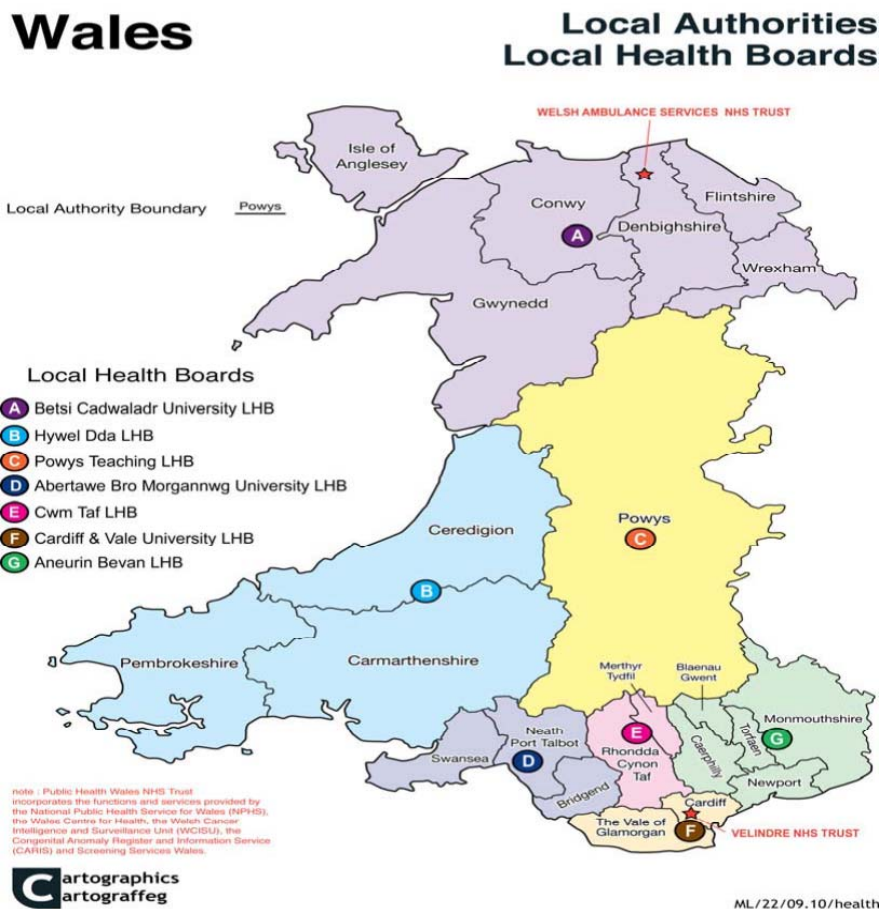 Wales
Local Authorities
Local Health Boards
WELSH AMBULANCE SERVICES NHS TRUST
Isle of
Anglesey
Local Authority Boundary Powys
Conwy
Flintshire
Denbighshire
A
Wrexham
Gwynedd
Local Health Boards
A Betsi Cadwaladr University LHB
B Hywel Dda LHB
C Powys Teaching LHB
D Abertawe Bro Morgannwg University LHB
E Cwm Taf LHB
F Cardiff & Vale University LHB
G Aneurin Bevan LHB
Powys
C
Ceredigion
B
Pembrokeshire
Carmarthenshire
Merthyr
Tydfil
Blaenau
Gwent
Monmouthshire
Torfaen
G
Caerphilly
Newport
E
Rhondda
Cynon
Taf
Neath
Port Talbot
D
Swansea
Bridgend
Cardiff
The Vale of
Glamorgan
F
VELINDRE NHS TRUST
note : Public Health Wales NHS Trust
incorporates the functions and services provided by
the National Public Health Service for Wales (NPHS),
the Wales Centre for Health, the Welsh Cancer
Intelligence and Surveillance Unit (WCISU), the
Congenital Anomaly Register and Information Service
(CARIS) and Screening Services Wales.
Cartographics
Cartograffeg
ML/22/09.10/health